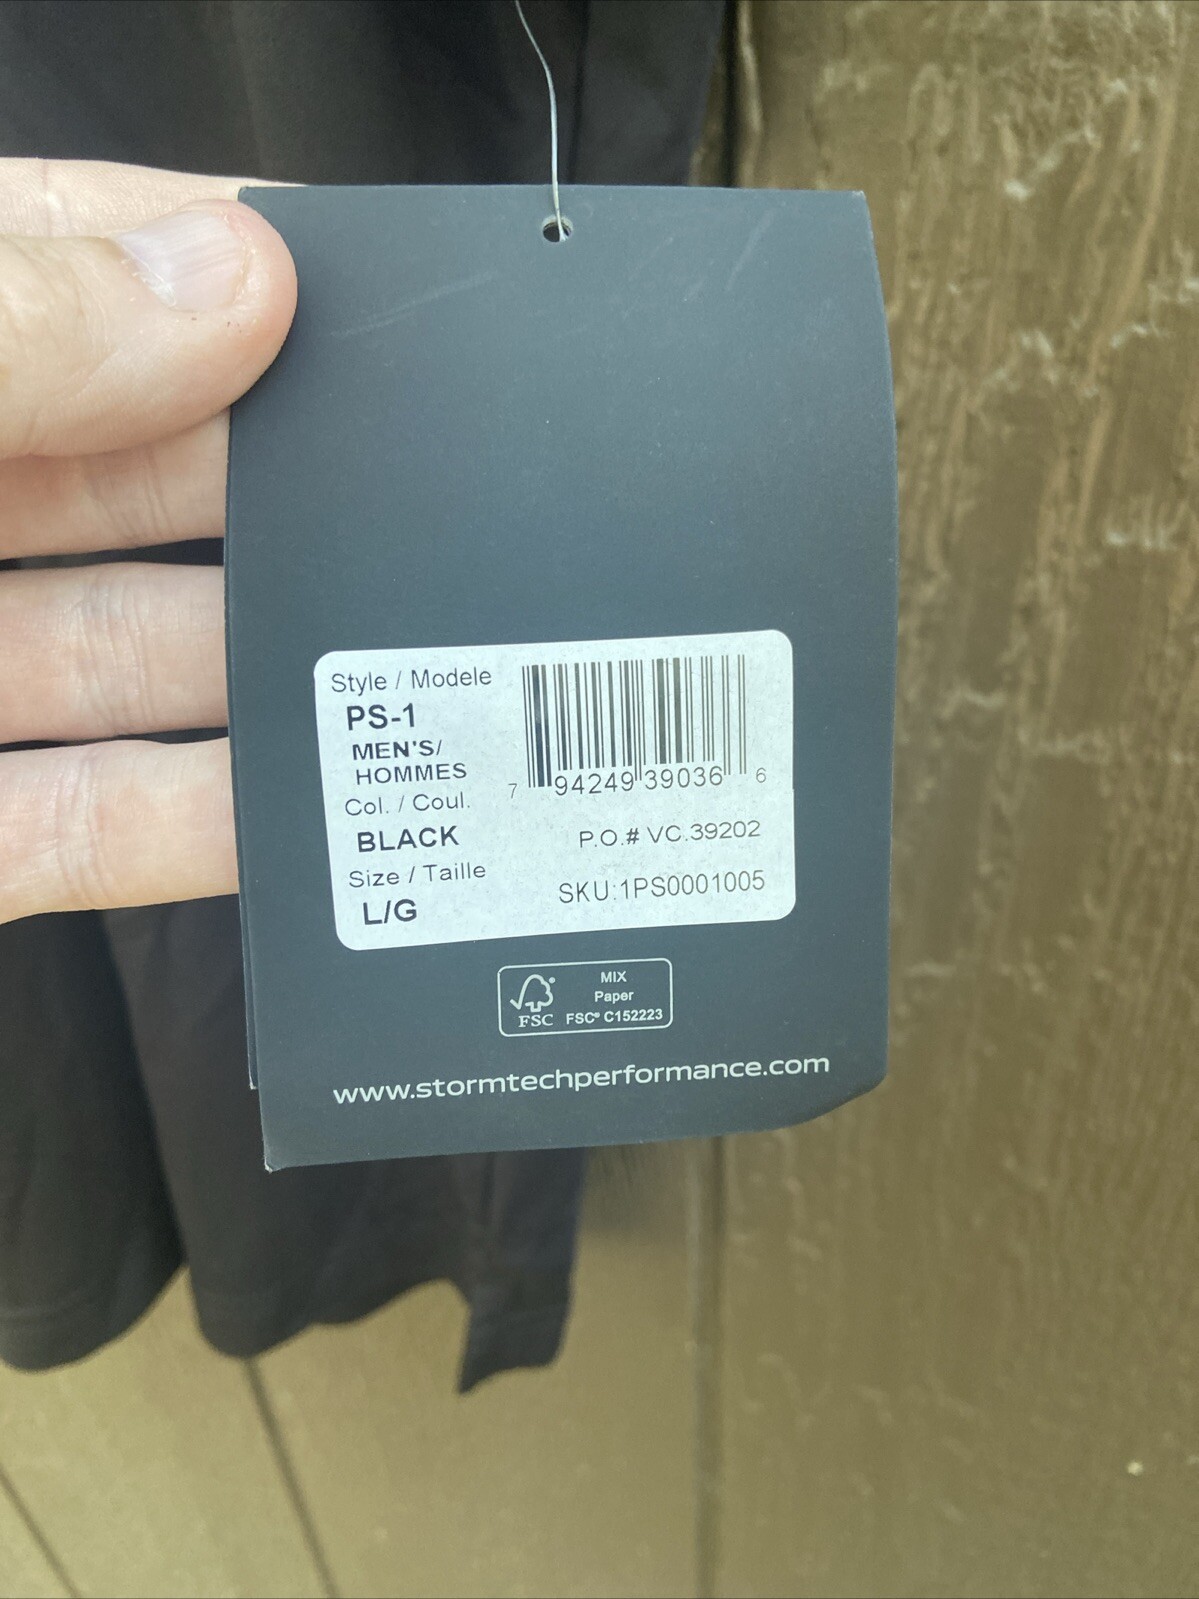 Style / Modele
PS-1
MEN'S/
HOMMES
Col. / Coul.
BLACK
Size / Taille
L/G
7 94249 39036 6
P.O.# VC.39202
SKU:1PS0001005
FSC
MIX
Paper
FSC® C152223
www.stormtechperformance.com